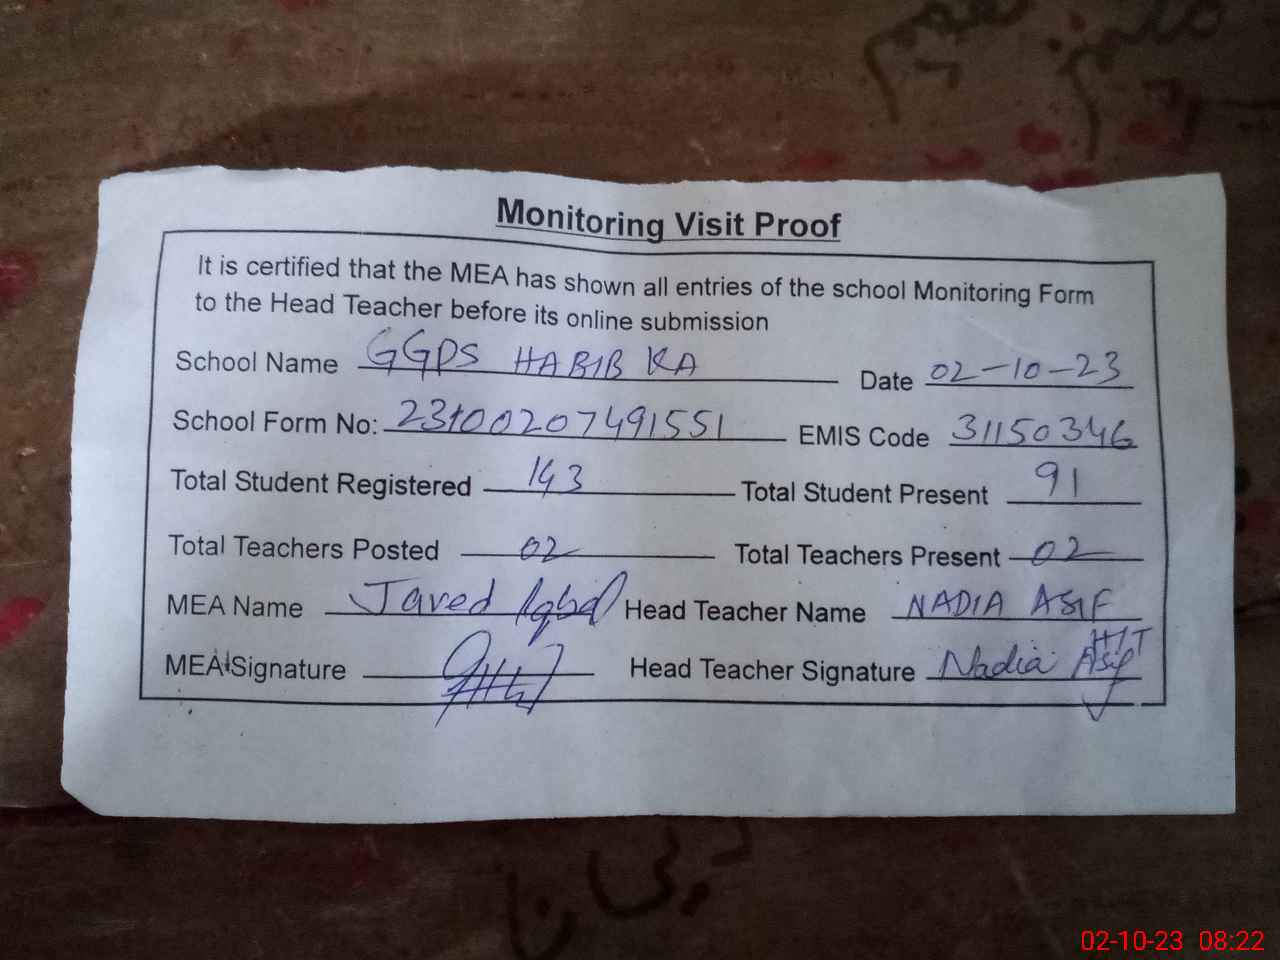 Monitoring Visit Proof
It is certified that the MEA has shown all entries of the school Monitoring Form
to the Head Teacher before its online submission
School Name GGPS HABIB KA Date 02-10-23
School Form No: 23100207491551 EMIS Code 31150346
Total Student Registered 143 Total Student Present 91
Total Teachers Posted 02 Total Teachers Present 02
MEA Name Javed Iqbal Head Teacher Name NADIA ASIF
MEA Signature Head Teacher Signature Nadia Asif H/T
02-10-23 08:22